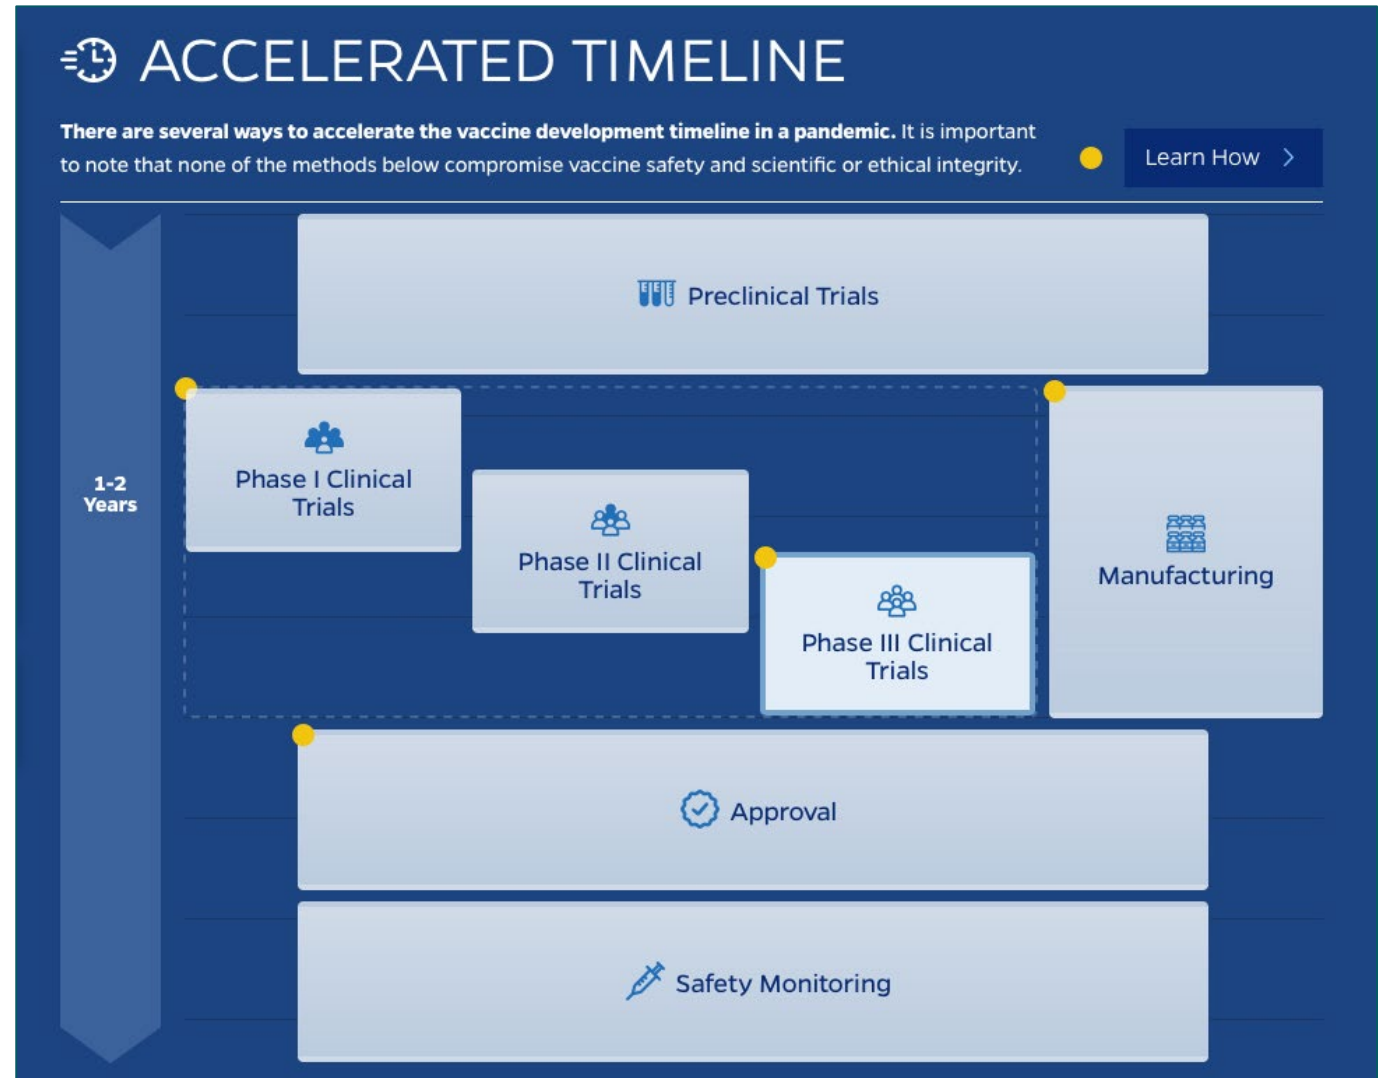 ACCELERATED TIMELINE
There are several ways to accelerate the vaccine development timeline in a pandemic. It is important
to note that none of the methods below compromise vaccine safety and scientific or ethical integrity.
Learn How
Preclinical Trials
1-2
Years
Phase I Clinical
Trials
Phase II Clinical
Trials
Phase III Clinical
Trials
Manufacturing
Approval
Safety Monitoring